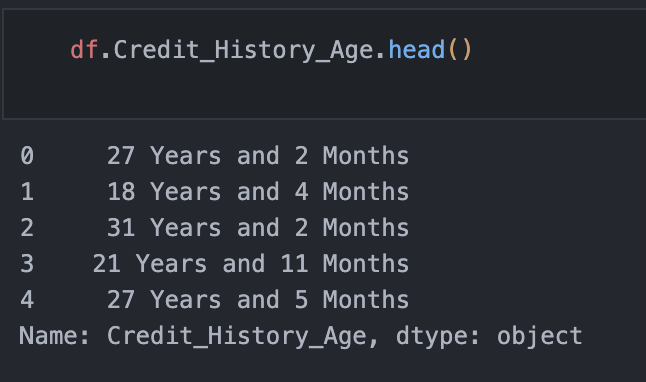 df.Credit_History_Age.head()
0     27 Years and 2 Months
1     18 Years and 4 Months
2     31 Years and 2 Months
3    21 Years and 11 Months
4     27 Years and 5 Months
Name: Credit_History_Age, dtype: object